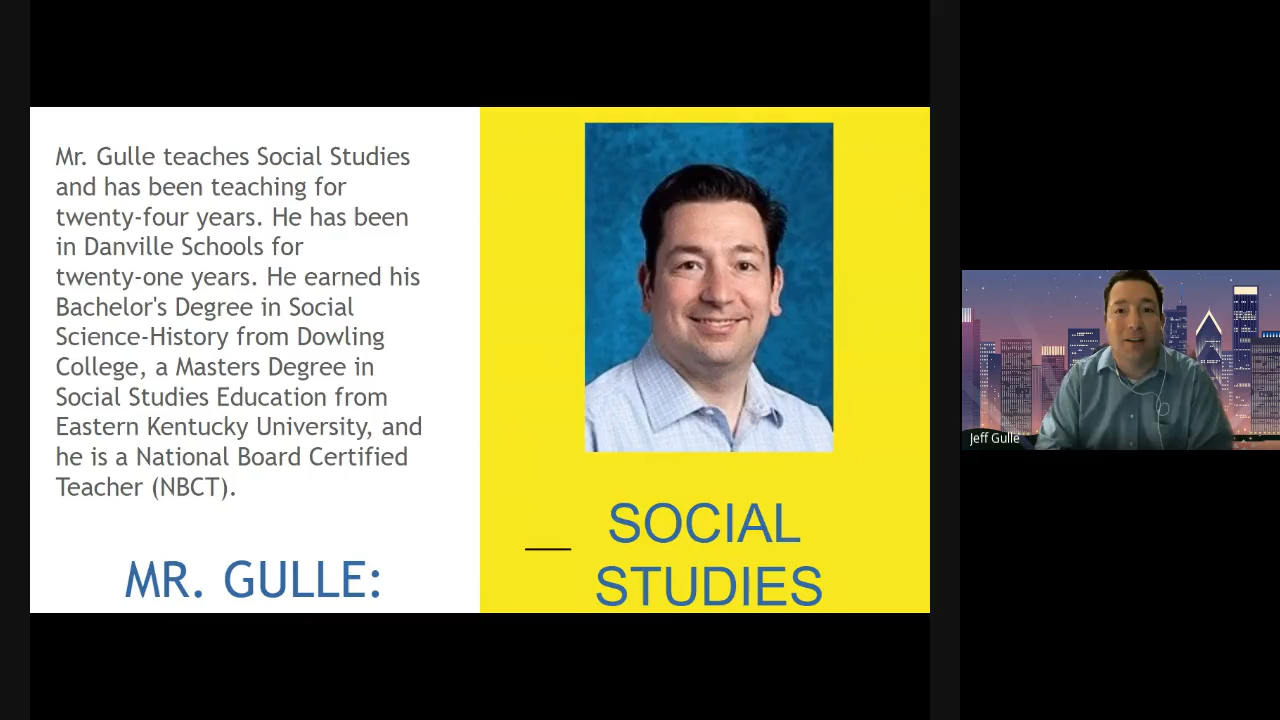 Mr. Gulle teaches Social Studies
and has been teaching for
twenty-four years. He has been
in Danville Schools for
twenty-one years. He earned his
Bachelor's Degree in Social
Science-History from Dowling
College, a Masters Degree in
Social Studies Education from
Eastern Kentucky University, and
he is a National Board Certified
Teacher (NBCT).
MR. GULLE:
SOCIAL
STUDIES
Jeff Gulle